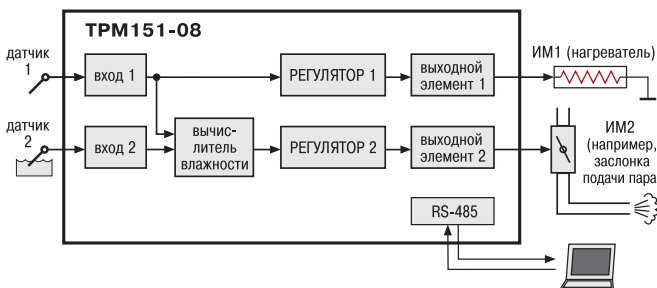 ТРМ151-08
датчик
1
вход 1
РЕГУЛЯТОР 1
выходной
элемент 1
ИМ1 (нагреватель)
датчик
2
вход 2
вычис-
литель
влажности
РЕГУЛЯТОР 2
выходной
элемент 2
ИМ2
(например,
заслонка
подачи пара)
RS-485